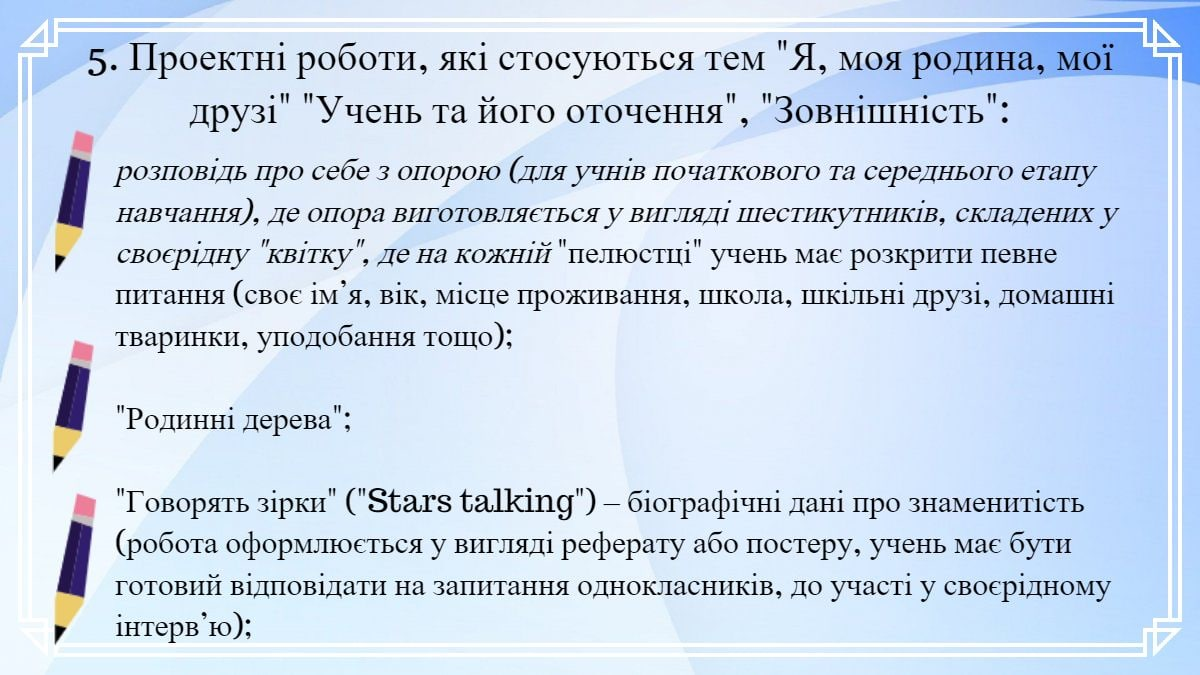 5. Проектні роботи, які стосуються тем "Я, моя родина, мої
друзі" "Учень та його оточення", "Зовнішність":
розповідь про себе з опорою (для учнів початкового та середнього етапу
навчання), де опора виготовляється у вигляді шестикутників, складених у
своєрідну "квітку", де на кожній "пелюстці" учень має розкрити певне
питання (своє ім’я, вік, місце проживання, школа, шкільні друзі, домашні
тваринки, уподобання тощо);
"Родинні дерева";
"Говорять зірки" ("Stars talking") – біографічні дані про знаменитість
(робота оформлюється у вигляді реферату або постеру, учень має бути
готовий відповідати на запитання однокласників, до участі у своєрідному
інтерв’ю);